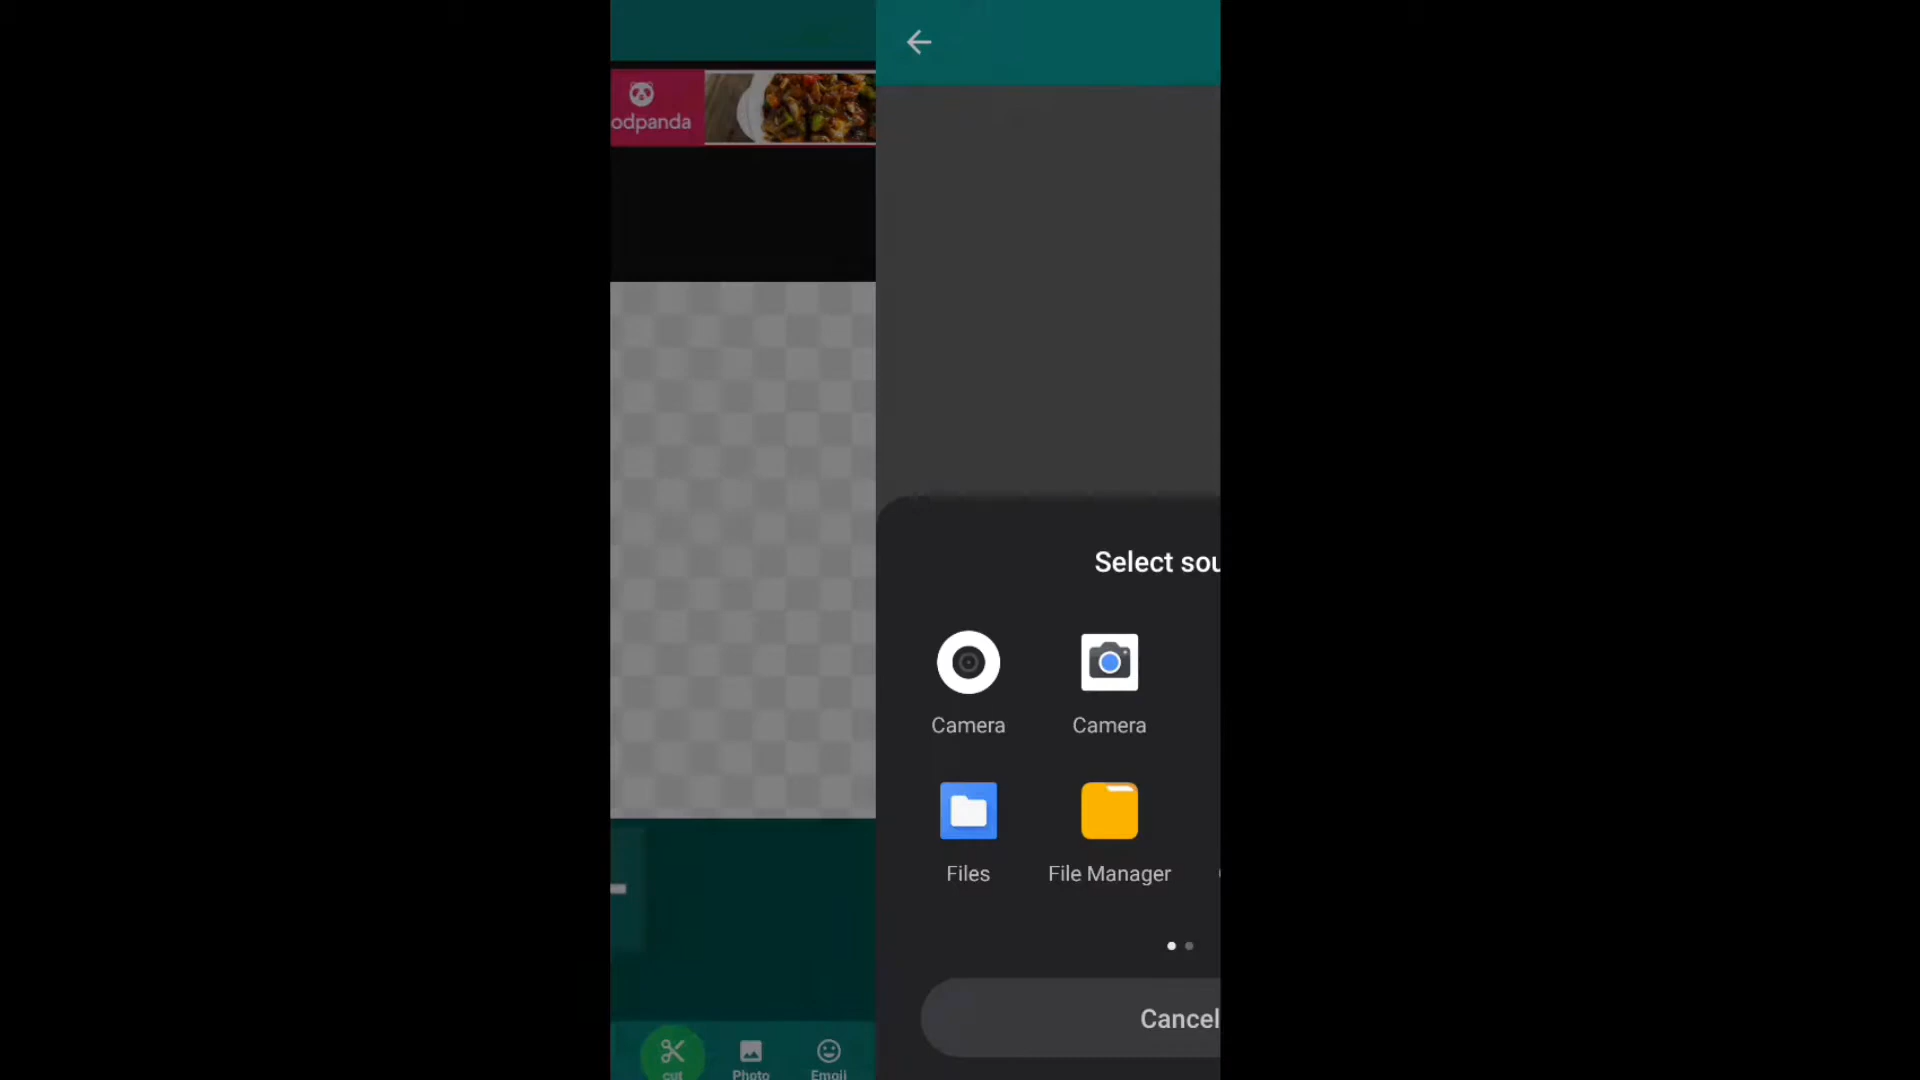 odpanda
Select sou
Camera
Camera
Files
File Manager
Cancel
cut
Photo
Emoji